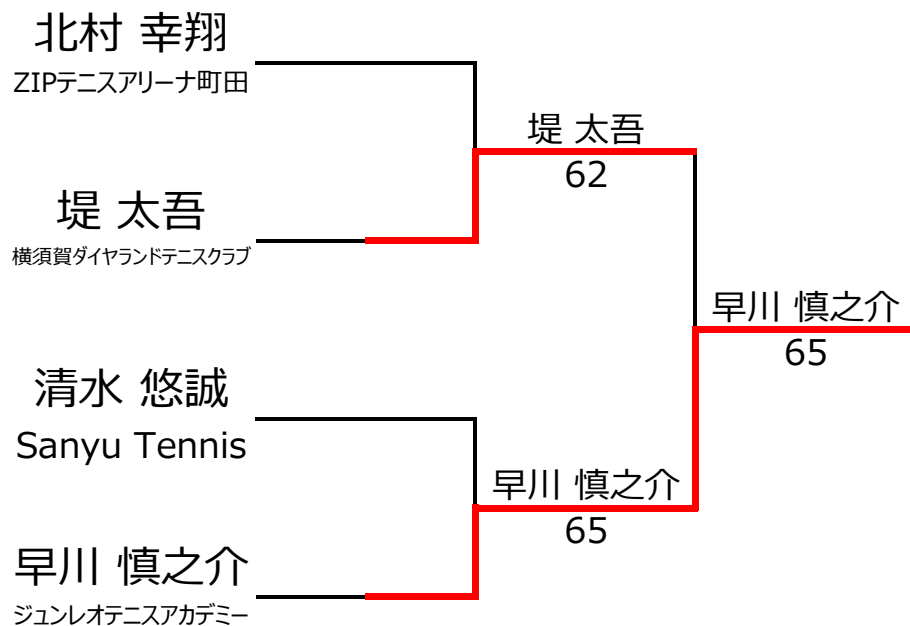 北村 幸翔
ZIPテニスアリーナ町田
堤 太吾
62
堤 太吾
横須賀ダイヤランドテニスクラブ
早川 慎之介
65
清水 悠誠
Sanyu Tennis
早川 慎之介
65
早川 慎之介
ジュンレオテニスアカデミー